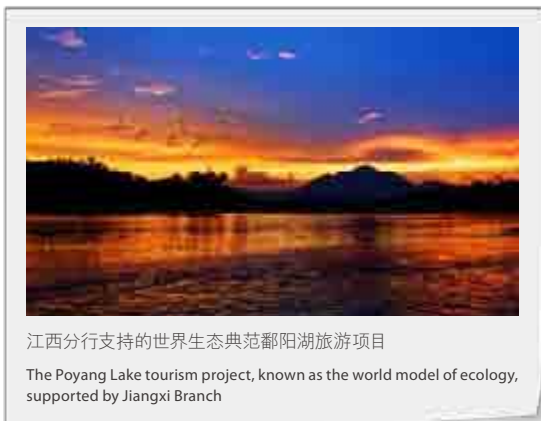 江西分行支持的世界生态典范鄱阳湖旅游项目
The Poyang Lake tourism project, known as the world model of ecology,
supported by Jiangxi Branch